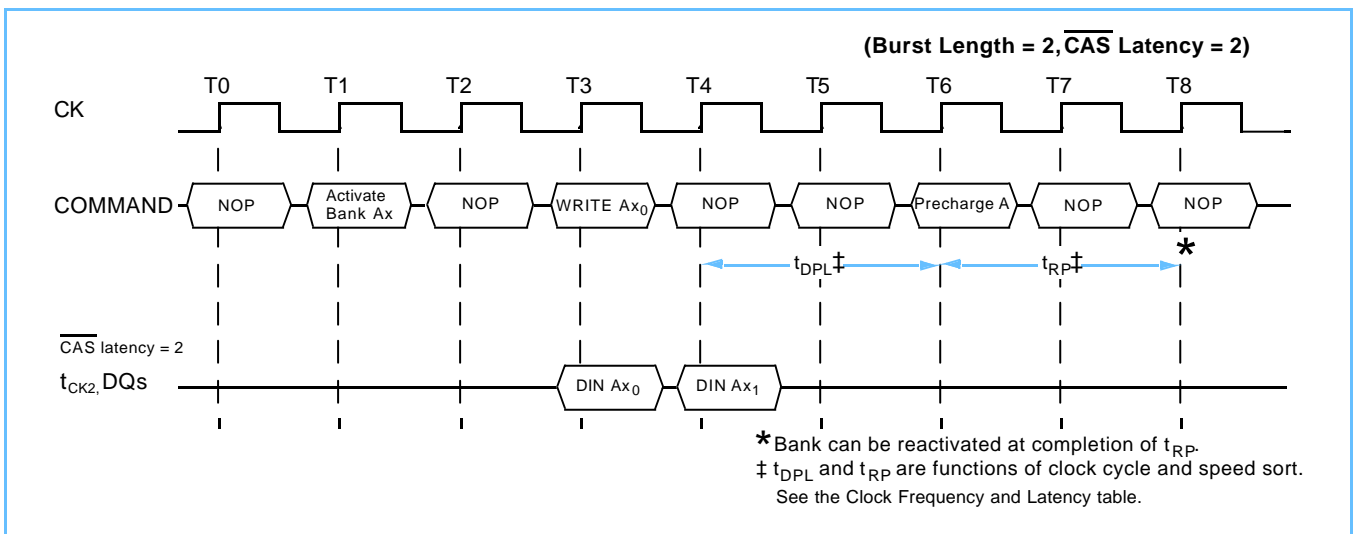 (Burst Length = 2, CAS Latency = 2)
T0 T1 T2 T3 T4 T5 T6 T7 T8
CK
COMMAND NOP Activate Bank Ax NOP WRITE Ax0 NOP NOP Precharge A NOP NOP
*
tDPL‡ tRP‡
CAS latency = 2
tCK2, DQs DIN Ax0 DIN Ax1
* Bank can be reactivated at completion of tRP.
‡ tDPL and tRP are functions of clock cycle and speed sort.
See the Clock Frequency and Latency table.